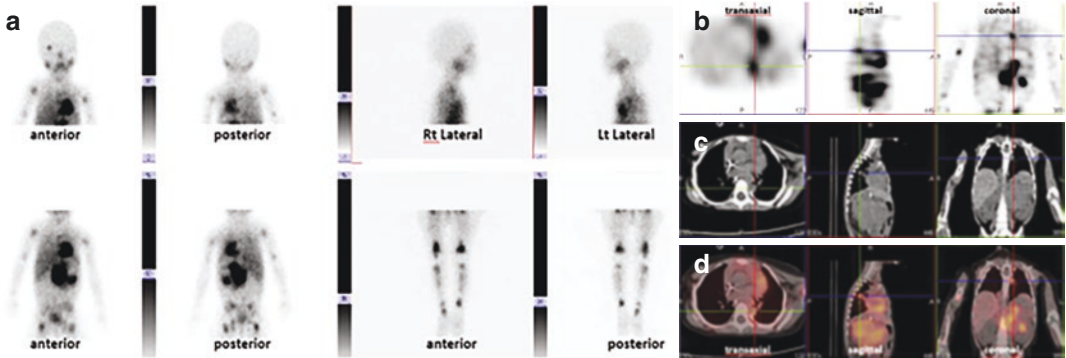 a
anterior
posterior
Rt Lateral
Lt Lateral
anterior
posterior
anterior
posterior
b
transaxial
sagittal
coronal
c
d
transaxial
sagittal
coronal